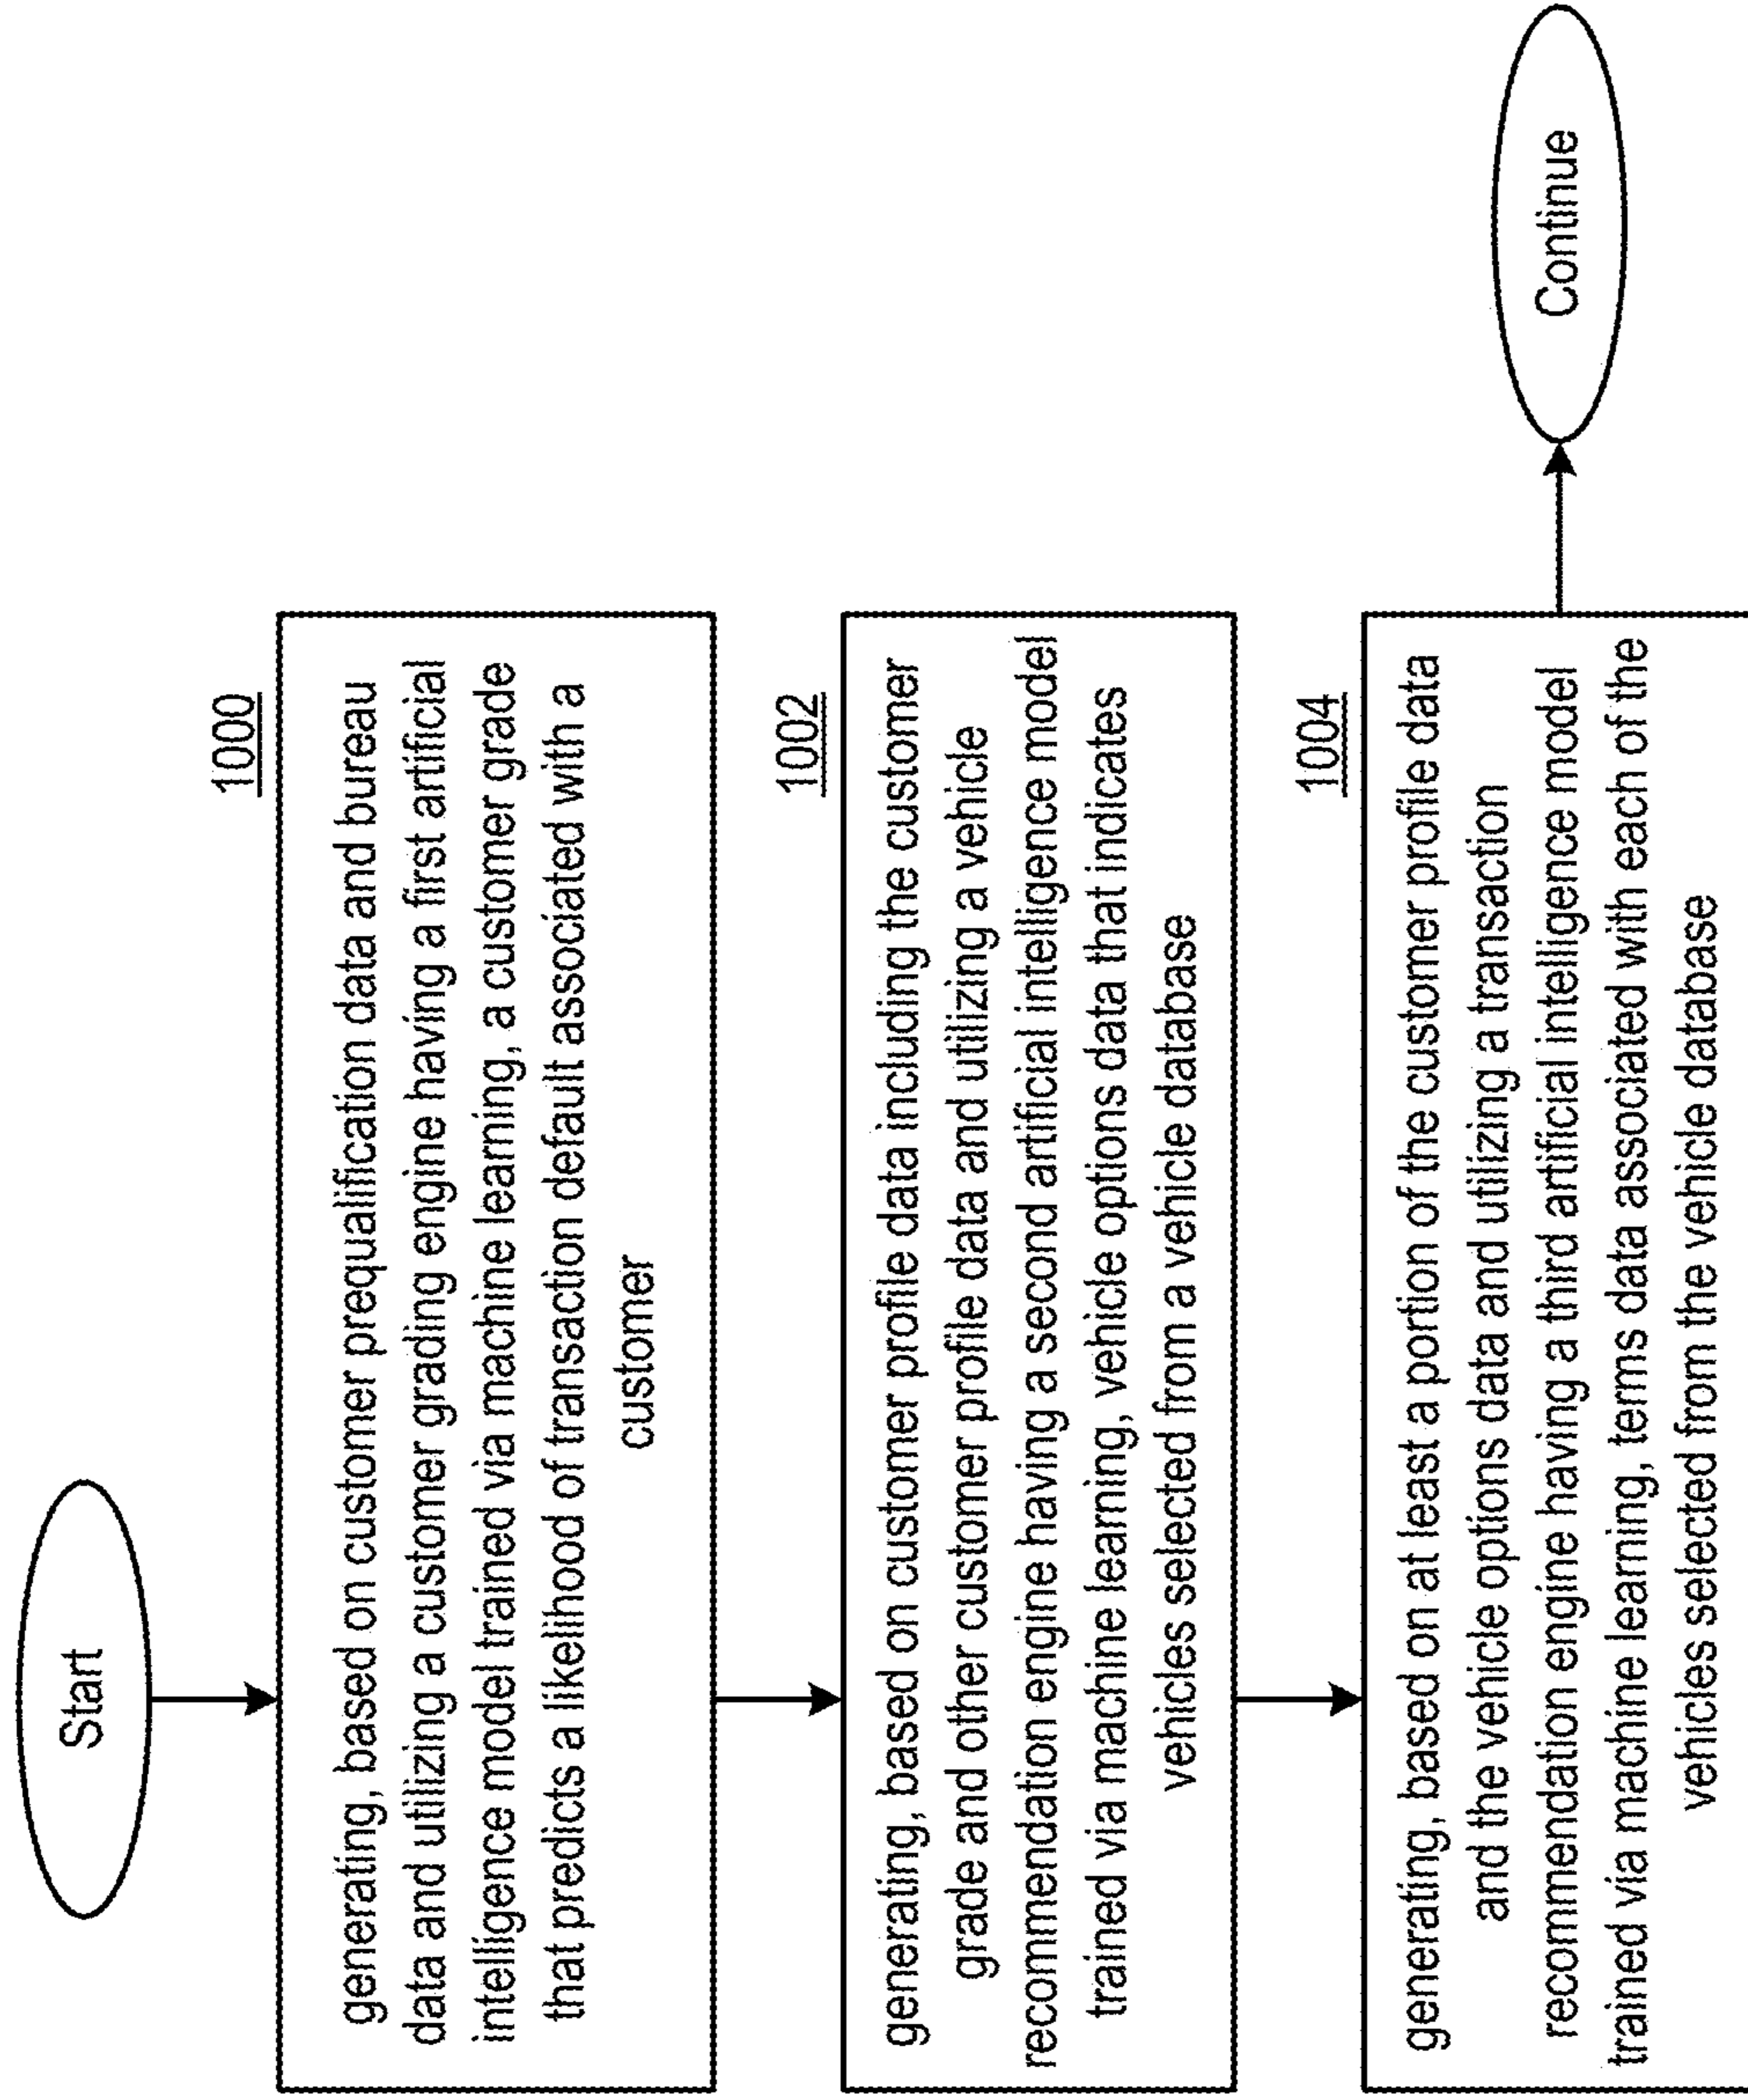 Start
1000
generating, based on customer prequalification data and bureau
data and utilizing a customer grading engine having a first artificial
intelligence model trained via machine learning, a customer grade
that predicts a likelihood of transaction default associated with a
customer
1002
generating, based on customer profile data including the customer
grade and other customer profile data and utilizing a vehicle
recommendation engine having a second artificial intelligence model
trained via machine learning, vehicle options data that indicates
vehicles selected from a vehicle database
1004
generating, based on at least a portion of the customer profile data
and the vehicle options data and utilizing a transaction
recommendation engine having a third artificial intelligence model
trained via machine learning, terms data associated with each of the
vehicles selected from the vehicle database
Continue